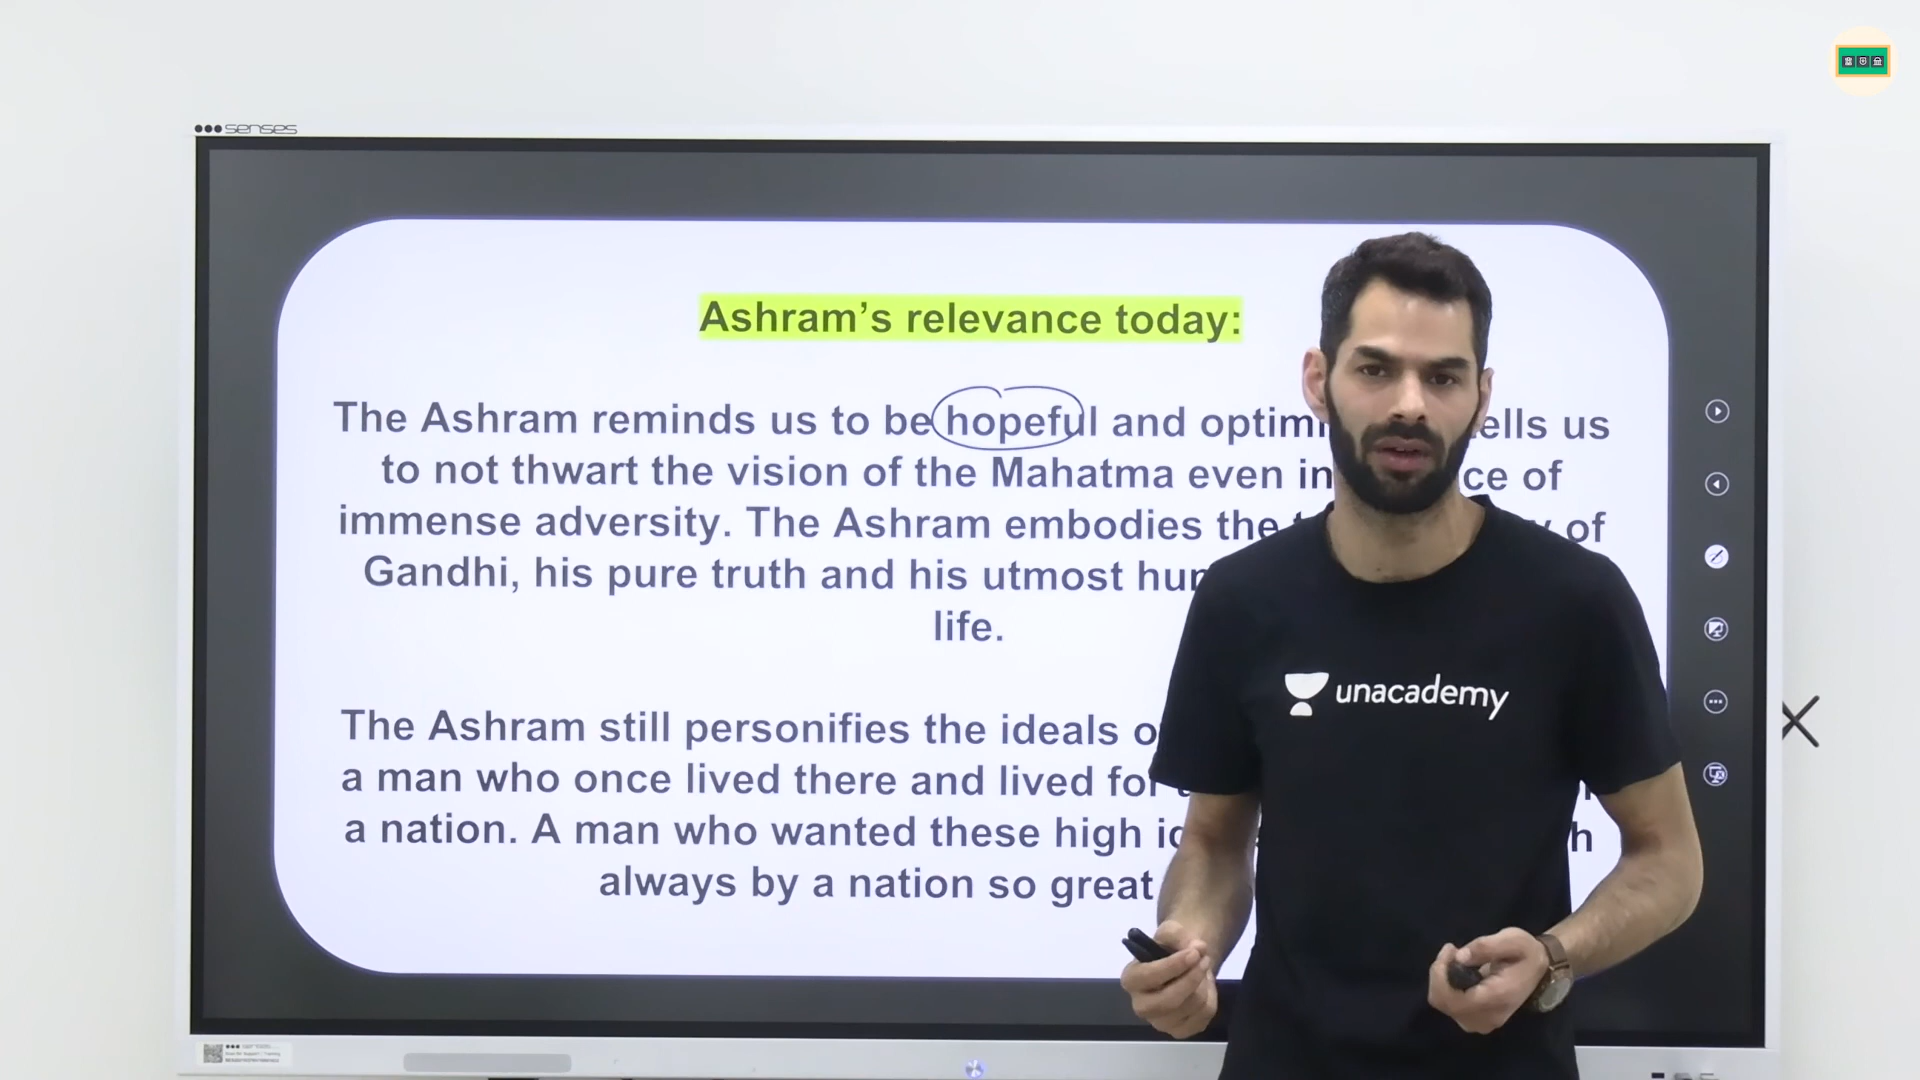 senses
Ashram's relevance today:
The Ashram reminds us to be hopeful and ells us
to not thwart the vision of the Mahatma even in ce of
immense adversity. The Ashram embodies the of
Gandhi, his pure truth and his utmost
life.
The Ashram still personifies the ideals
a man who once lived there and lived for
a nation. A man who wanted these high
always by a nation so great
unacademy